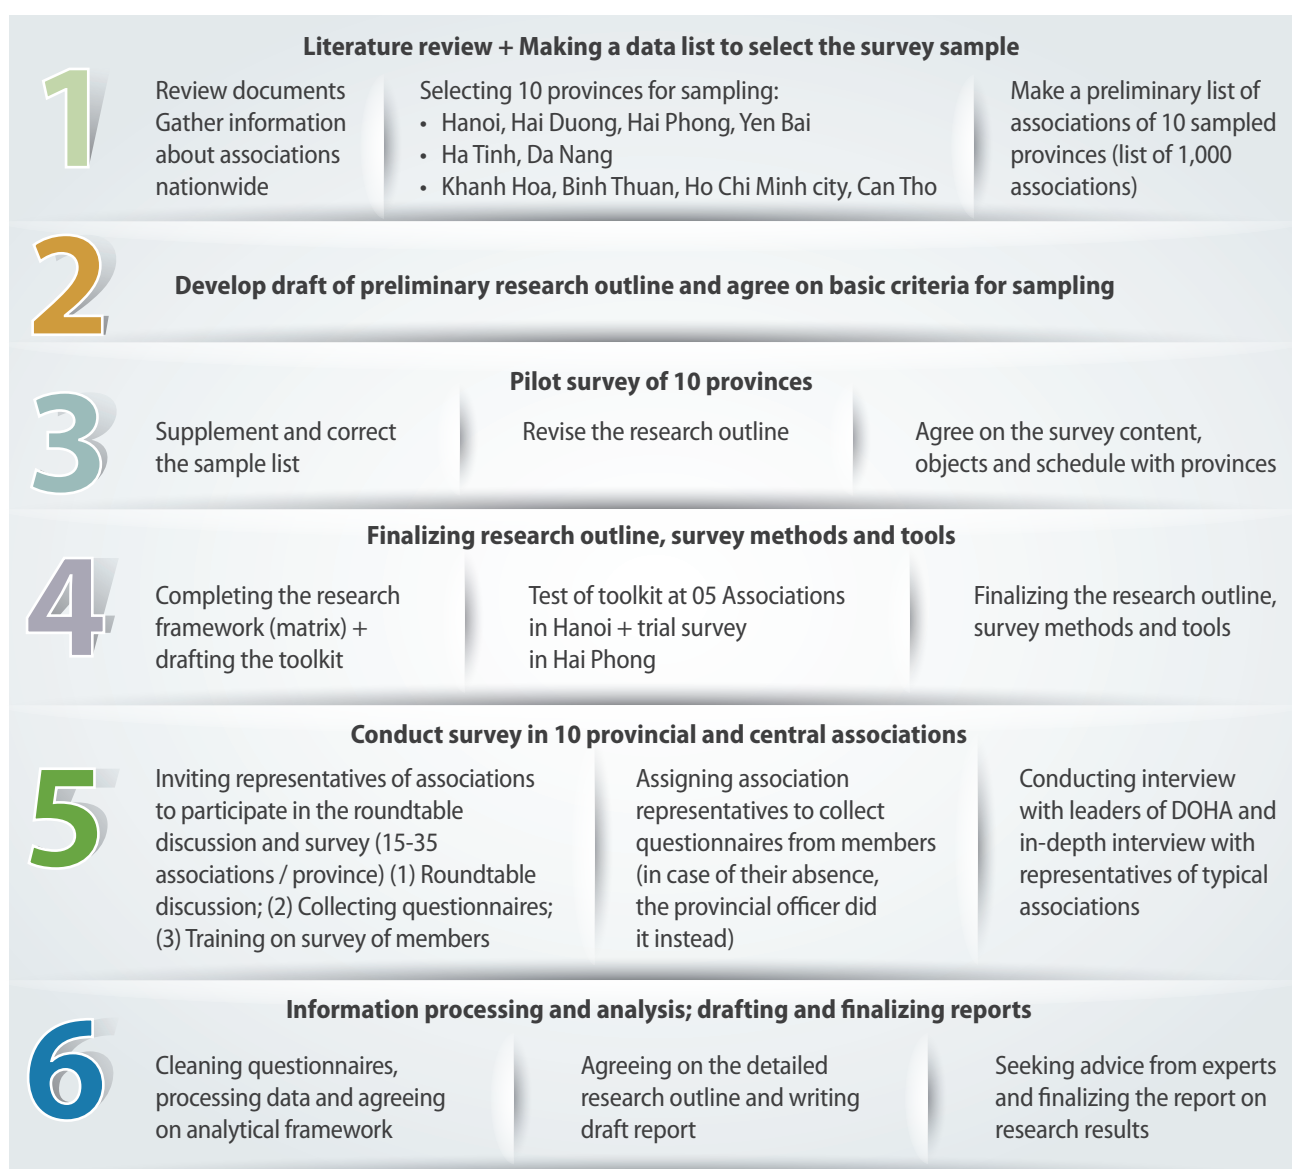 1
Literature review + Making a data list to select the survey sample
Review documents
Gather information
about associations
nationwide
Selecting 10 provinces for sampling:
• Hanoi, Hai Duong, Hai Phong, Yen Bai
• Ha Tinh, Da Nang
• Khanh Hoa, Binh Thuan, Ho Chi Minh city, Can Tho
Make a preliminary list of
associations of 10 sampled
provinces (list of 1,000
associations)
2
Develop draft of preliminary research outline and agree on basic criteria for sampling
3
Pilot survey of 10 provinces
Supplement and correct
the sample list
Revise the research outline
Agree on the survey content,
objects and schedule with provinces
4
Finalizing research outline, survey methods and tools
Completing the research
framework (matrix) +
drafting the toolkit
Test of toolkit at 05 Associations
in Hanoi + trial survey
in Hai Phong
Finalizing the research outline,
survey methods and tools
5
Conduct survey in 10 provincial and central associations
Inviting representatives of associations
to participate in the roundtable
discussion and survey (15-35
associations / province) (1) Roundtable
discussion; (2) Collecting questionnaires;
(3) Training on survey of members
Assigning association
representatives to collect
questionnaires from members
(in case of their absence,
the provincial officer did
it instead)
Conducting interview
with leaders of DOHA and
in-depth interview with
representatives of typical
associations
6
Information processing and analysis; drafting and finalizing reports
Cleaning questionnaires,
processing data and agreeing
on analytical framework
Agreeing on the detailed
research outline and writing
draft report
Seeking advice from experts
and finalizing the report on
research results